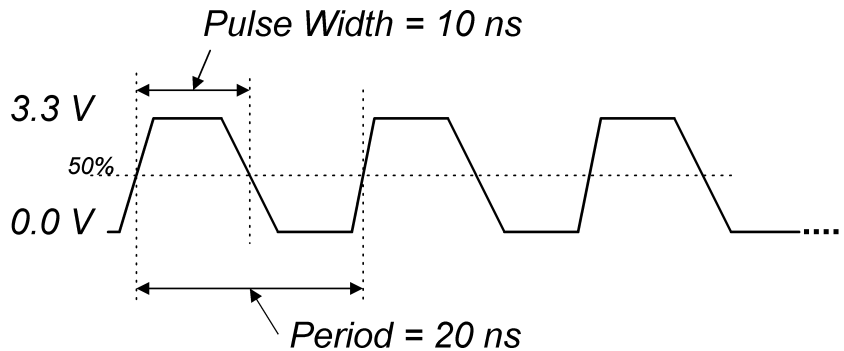 Pulse Width = 10 ns
3.3 V
50%
0.0 V
Period = 20 ns